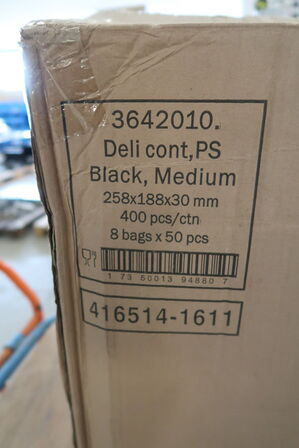 3642010.
Deli cont,PS
Black, Medium
258x188x30 mm
400 pcs/ctn
8 bags x 50 pcs
1 73 50013 94880 7
416514-1611